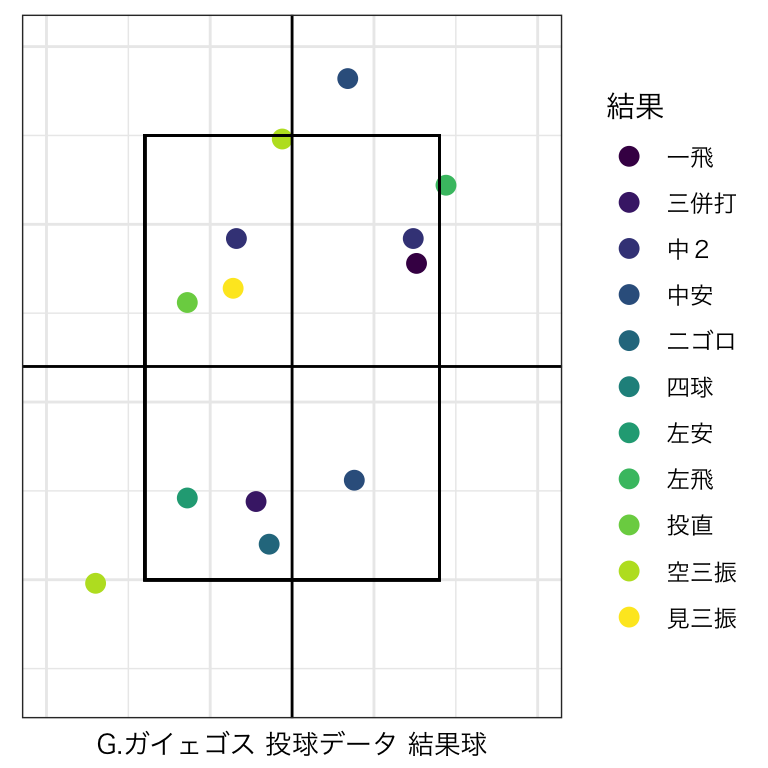 結果
一飛
三併打
中２
中安
二ゴロ
四球
左安
左飛
投直
空三振
見三振
G.ガイェゴス 投球データ 結果球